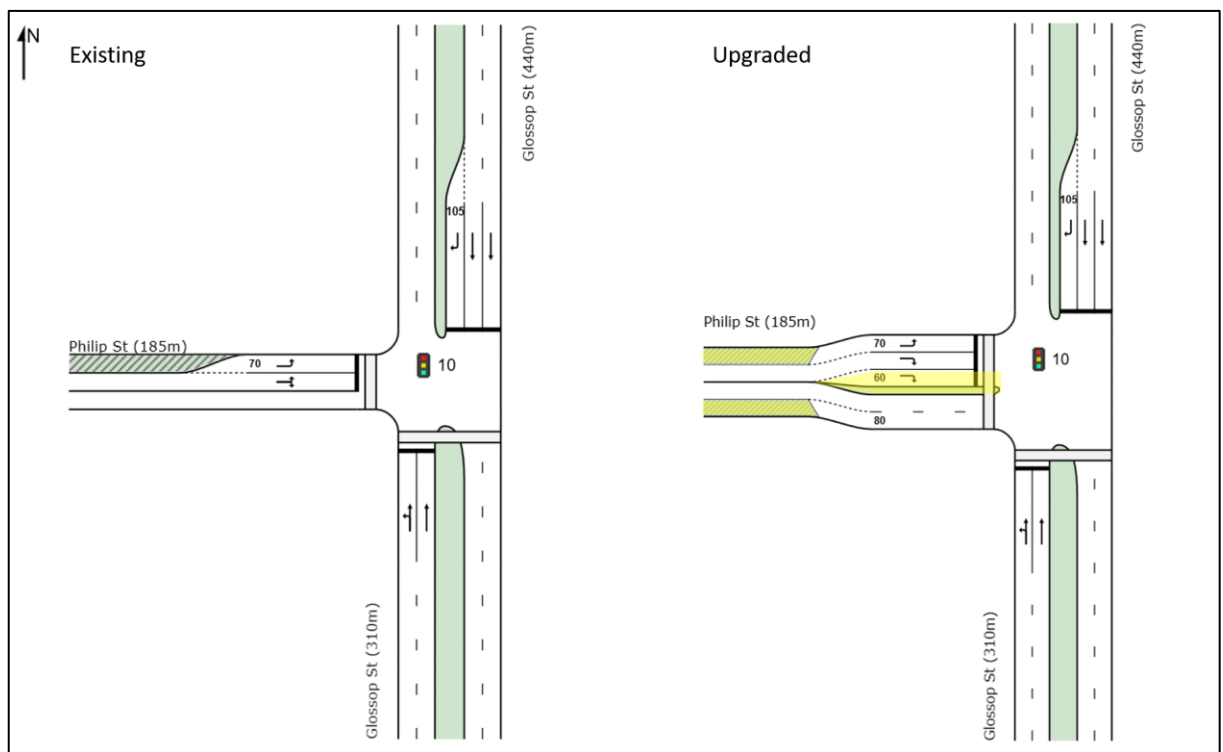 N
Existing
Glossop St (440m)
105
Philip St (185m)
70
10
Glossop St (310m)
Upgraded
Glossop St (440m)
105
Philip St (185m)
70
60
80
10
Glossop St (310m)